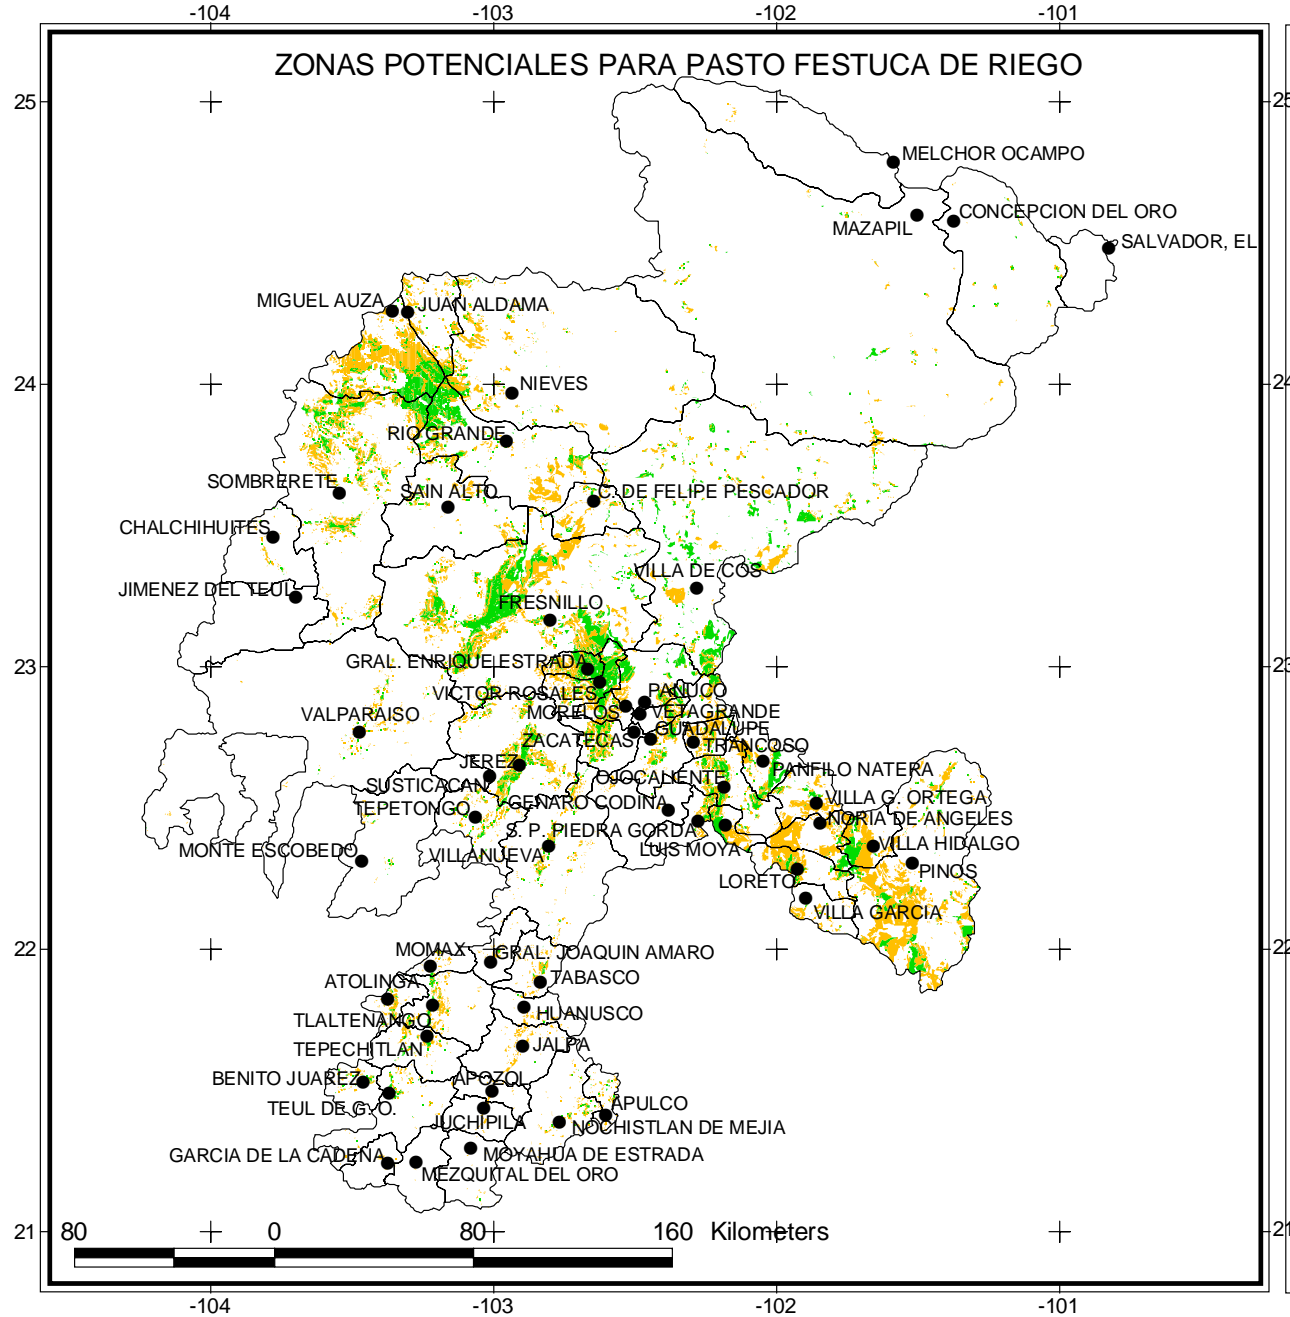 -104 -103 -102 -101
ZONAS POTENCIALES PARA PASTO FESTUCA DE RIEGO
25 25
MELCHOR OCAMPO
CONCEPCION DEL ORO
MAZAPIL
SALVADOR, EL
MIGUEL AUZA
JUAN ALDAMA
24 24
NIEVES
RIO GRANDE
SOMBRERETE
SAIN ALTO
C. DE FELIPE PESCADOR
CHALCHIHUITES
VILLA DE COS
JIMENEZ DEL TEUL
FRESNILLO
23 23
GRAL. ENRIQUE ESTRADA
VICTOR ROSALES
PANUCO
VALPARAISO
MORELOS
VETAGRANDE
GUADALUPE
ZACATECAS
TRANCOSO
JEREZ
PANFILO NATERA
SUSTICACAN
OJOCALIENTE
TEPETONGO
GENARO CODINA
VILLA G. ORTEGA
NORIA DE ANGELES
S. P. PIEDRA GORDA
MONTE ESCOBEDO
VILLANUEVA
LUIS MOYA
VILLA HIDALGO
PINOS
LORETO
VILLA GARCIA
22 22
MOMAX
GRAL. JOAQUIN AMARO
ATOLINGA
TABASCO
TLALTENANGO
HUANUSCO
TEPECHITLAN
JALPA
BENITO JUAREZ
APOZOL
TEUL DE G. O.
APULCO
JUCHIPILA
NOCHISTLAN DE MEJIA
GARCIA DE LA CADEÑA
MOYAHUA DE ESTRADA
MEZQUITAL DEL ORO
21 21
80 0 80 160 Kilometers
-104 -103 -102 -101